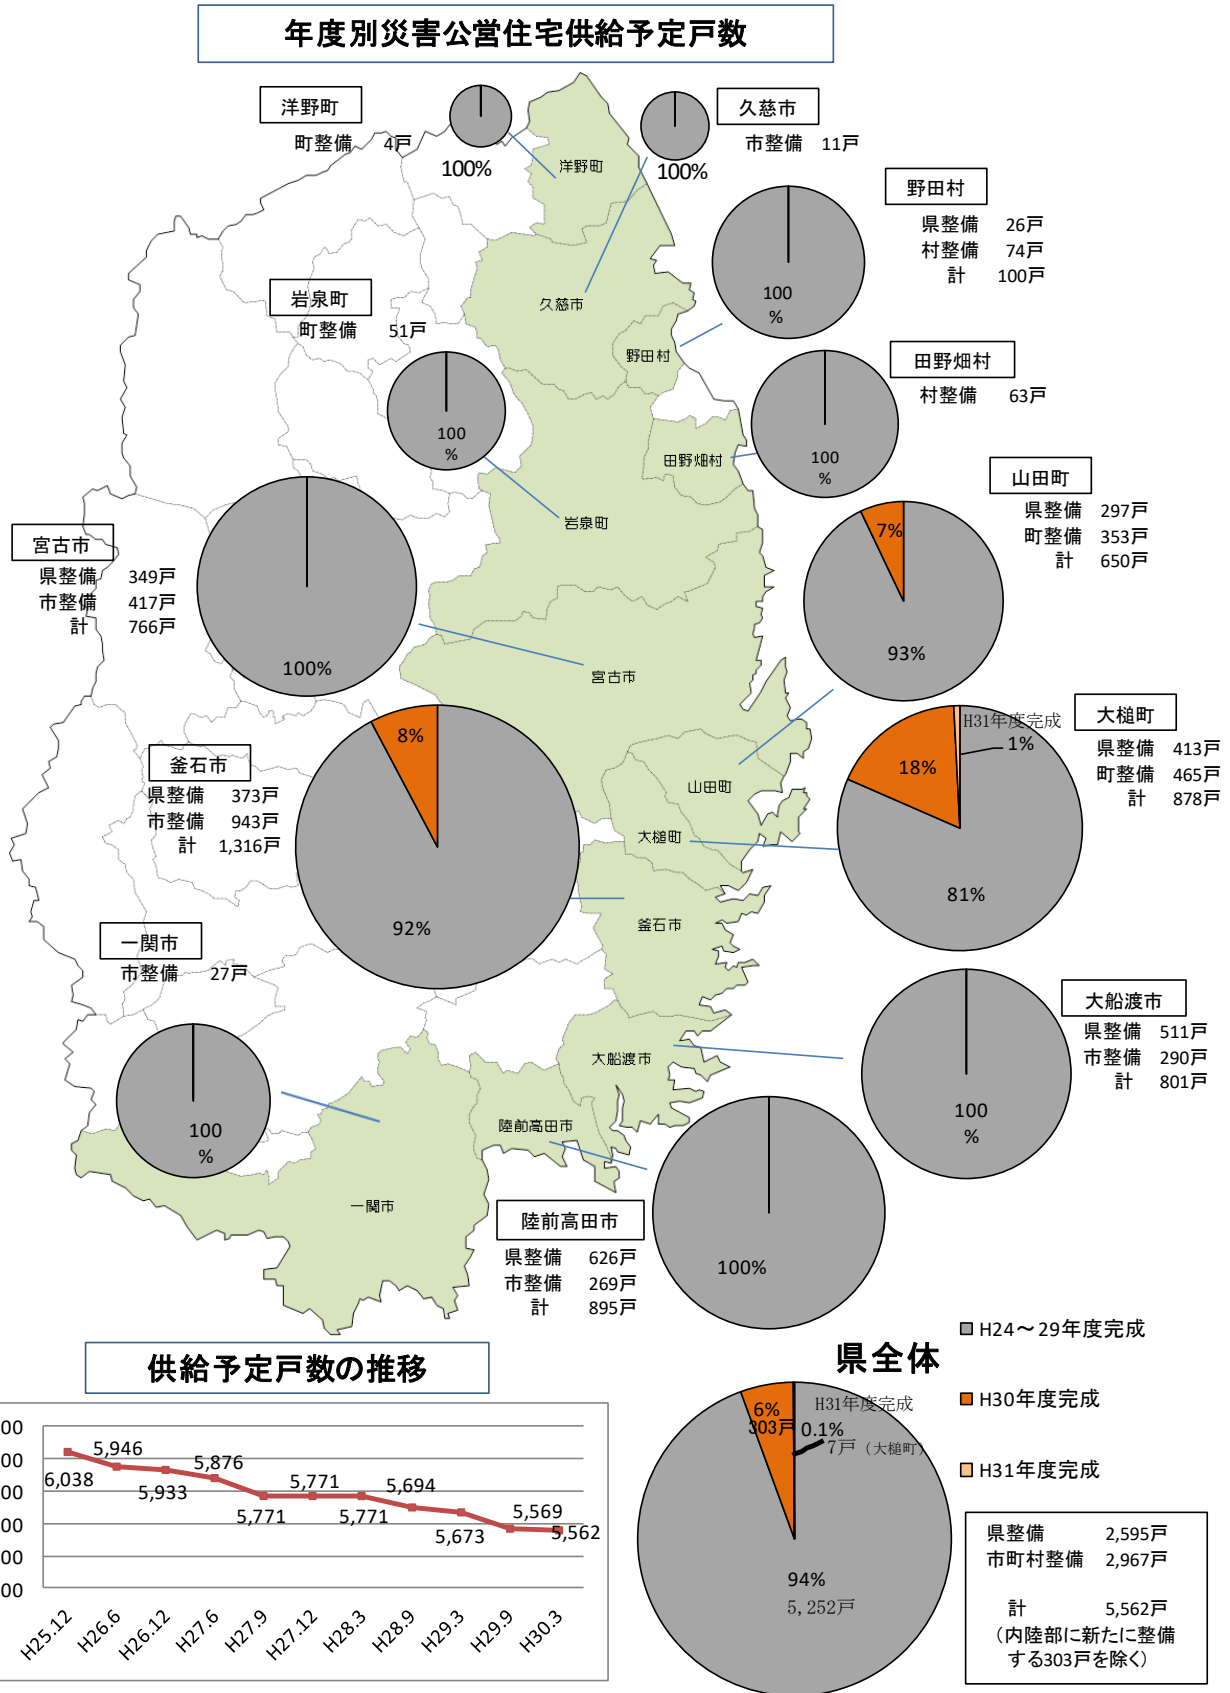 年度別災害公営住宅供給予定戸数
洋野町
町整備 4戸
100%
久慈市
市整備 11戸
100%
野田村
県整備 26戸
村整備 74戸
計 100戸
100
%
岩泉町
町整備 51戸
100
%
田野畑村
村整備 63戸
100
%
山田町
県整備 297戸
町整備 353戸
計 650戸
7%
93%
宮古市
県整備 349戸
市整備 417戸
計 766戸
100%
大槌町
県整備 413戸
町整備 465戸
計 878戸
H31年度完成
1%
18%
81%
釜石市
県整備 373戸
市整備 943戸
計 1,316戸
8%
92%
一関市
市整備 27戸
100
%
大船渡市
県整備 511戸
市整備 290戸
計 801戸
100
%
陸前高田市
県整備 626戸
市整備 269戸
計 895戸
100%
洋野町
久慈市
野田村
田野畑村
岩泉町
宮古市
山田町
大槌町
釜石市
大船渡市
陸前高田市
一関市
供給予定戸数の推移
00
00
00
00
00
00
6,038
5,946
5,933
5,876
5,771
5,771
5,771
5,694
5,673
5,569
5,562
H25.12
H26.6
H26.12
H27.6
H27.9
H27.12
H28.3
H28.9
H29.3
H29.9
H30.3
県全体
H31年度完成
6%
303戸
0.1%
7戸（大槌町）
94%
5,252戸
H24～29年度完成
H30年度完成
H31年度完成
県整備 2,595戸
市町村整備 2,967戸
計 5,562戸
（内陸部に新たに整備
する303戸を除く）